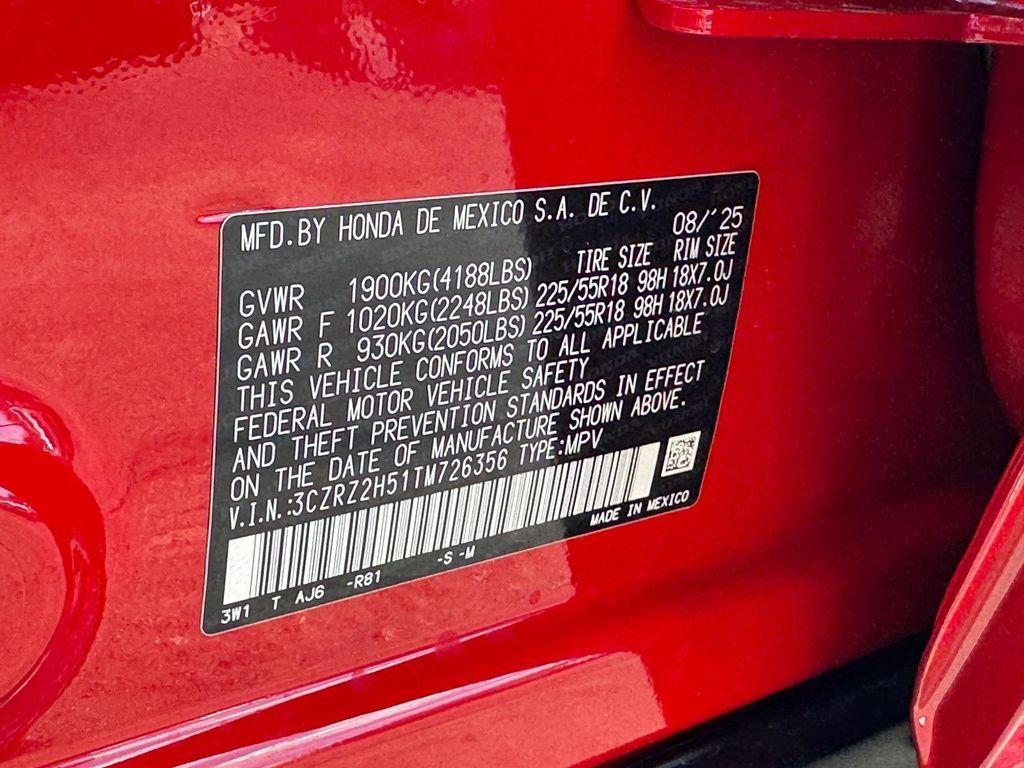 MFD.BY HONDA DE MEXICO S.A. DE C.V.
08/'25
TIRE SIZE RIM SIZE
GVWR 1900KG(4188LBS)
GAWR F 1020KG(2248LBS) 225/55R18 98H 18X7.0J
GAWR R 930KG(2050LBS) 225/55R18 98H 18X7.0J
THIS VEHICLE CONFORMS TO ALL APPLICABLE
FEDERAL MOTOR VEHICLE SAFETY
AND THEFT PREVENTION STANDARDS IN EFFECT
ON THE DATE OF MANUFACTURE SHOWN ABOVE.
V.I.N.:3CZRZ2H51TM726356 TYPE:MPV
MADE IN MEXICO
3W1 T AJ6 -R81 -S -M